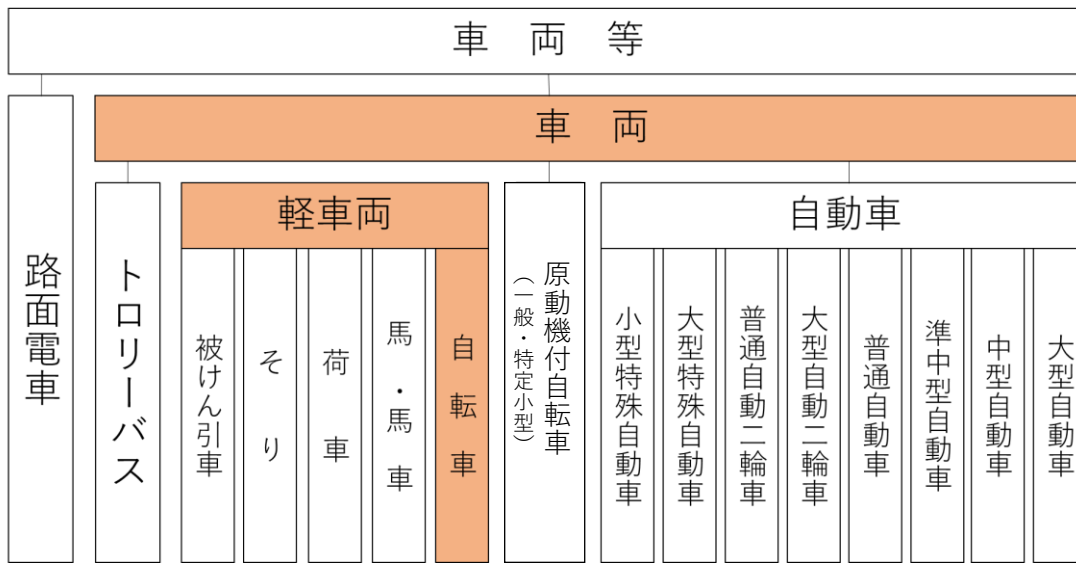 車両等
車両
路面電車
トロリーバス
軽車両
被けん引車
そり
荷車
馬・馬車
自転車
原動機付自転車
(一般・特定小型)
自動車
小型特殊自動車
大型特殊自動車
普通自動二輪車
大型自動二輪車
普通自動車
準中型自動車
中型自動車
大型自動車